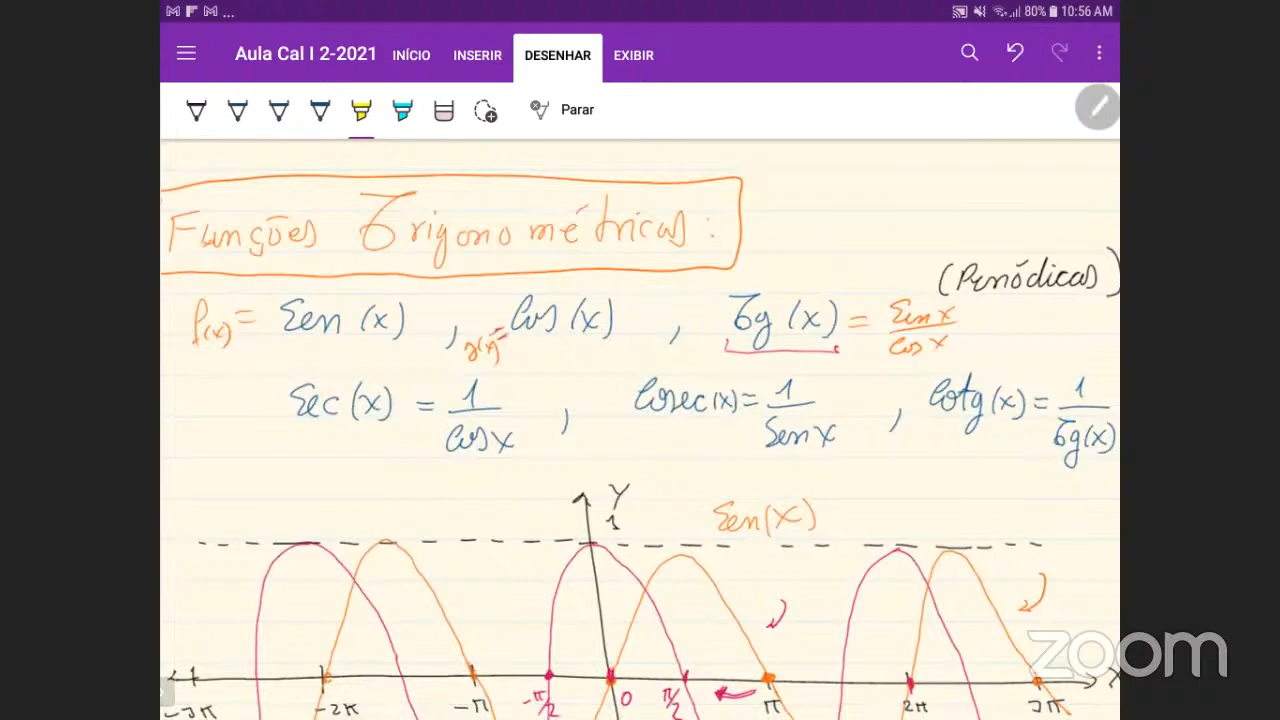 80% 10:56 AM
Aula Cal I 2-2021 INÍCIO INSERIR DESENHAR EXIBIR
Parar
Funções Trigonométricas:
(Periódicas)
f(x)= Sen(x), g(x)= Cos(x), Tg(x) = Sen x / Cos x
Sec(x) = 1 / Cos x, Cosec(x) = 1 / Sen x, Cotg(x) = 1 / Tg(x)
Y
1
Sen(x)
zoom
x
-3π -2π -π -π/2 0 π/2 π 2π 3π